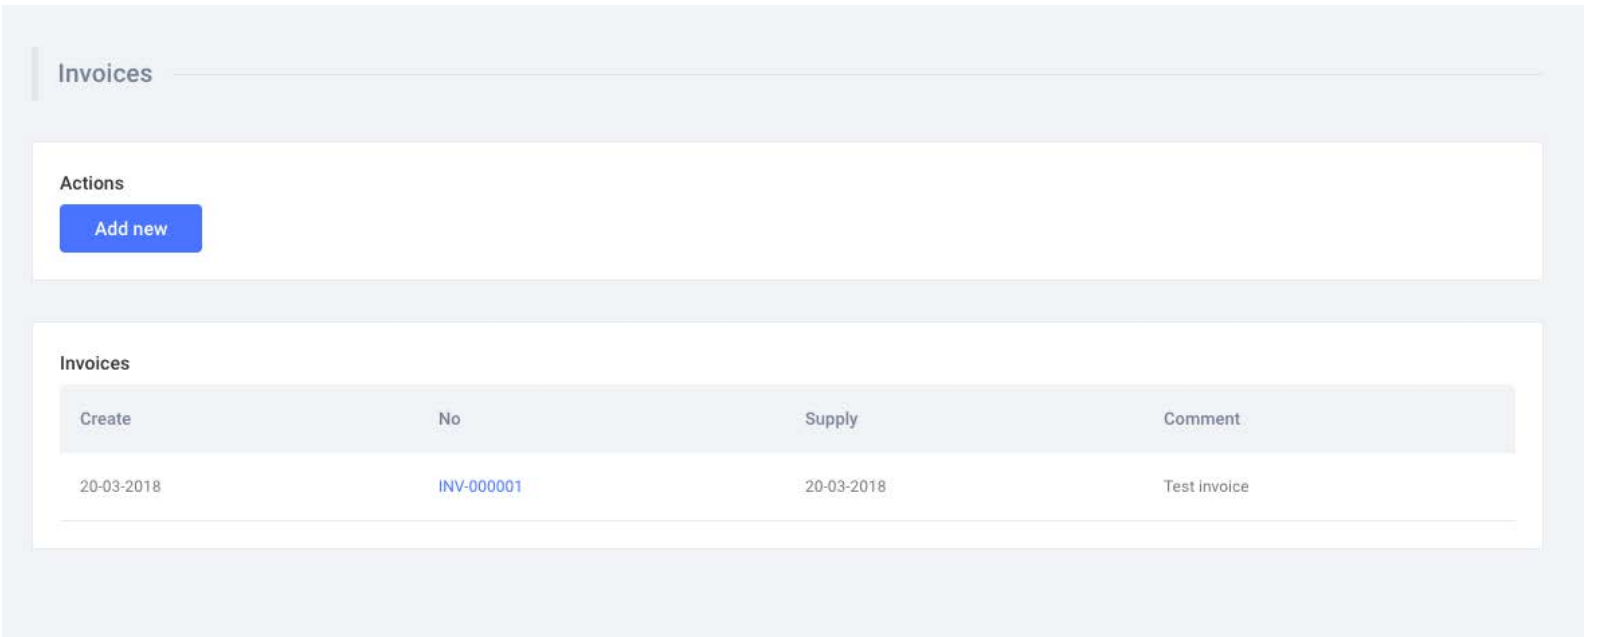 Invoices
Actions
Add new
Invoices
Create No Supply Comment
20-03-2018 INV-000001 20-03-2018 Test invoice